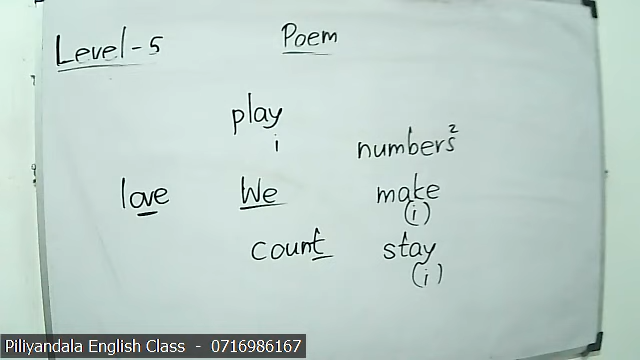 Level-5 Poem
play
i
numbers²
love We make
(i)
count stay
(i)
Piliyandala English Class - 0716986167